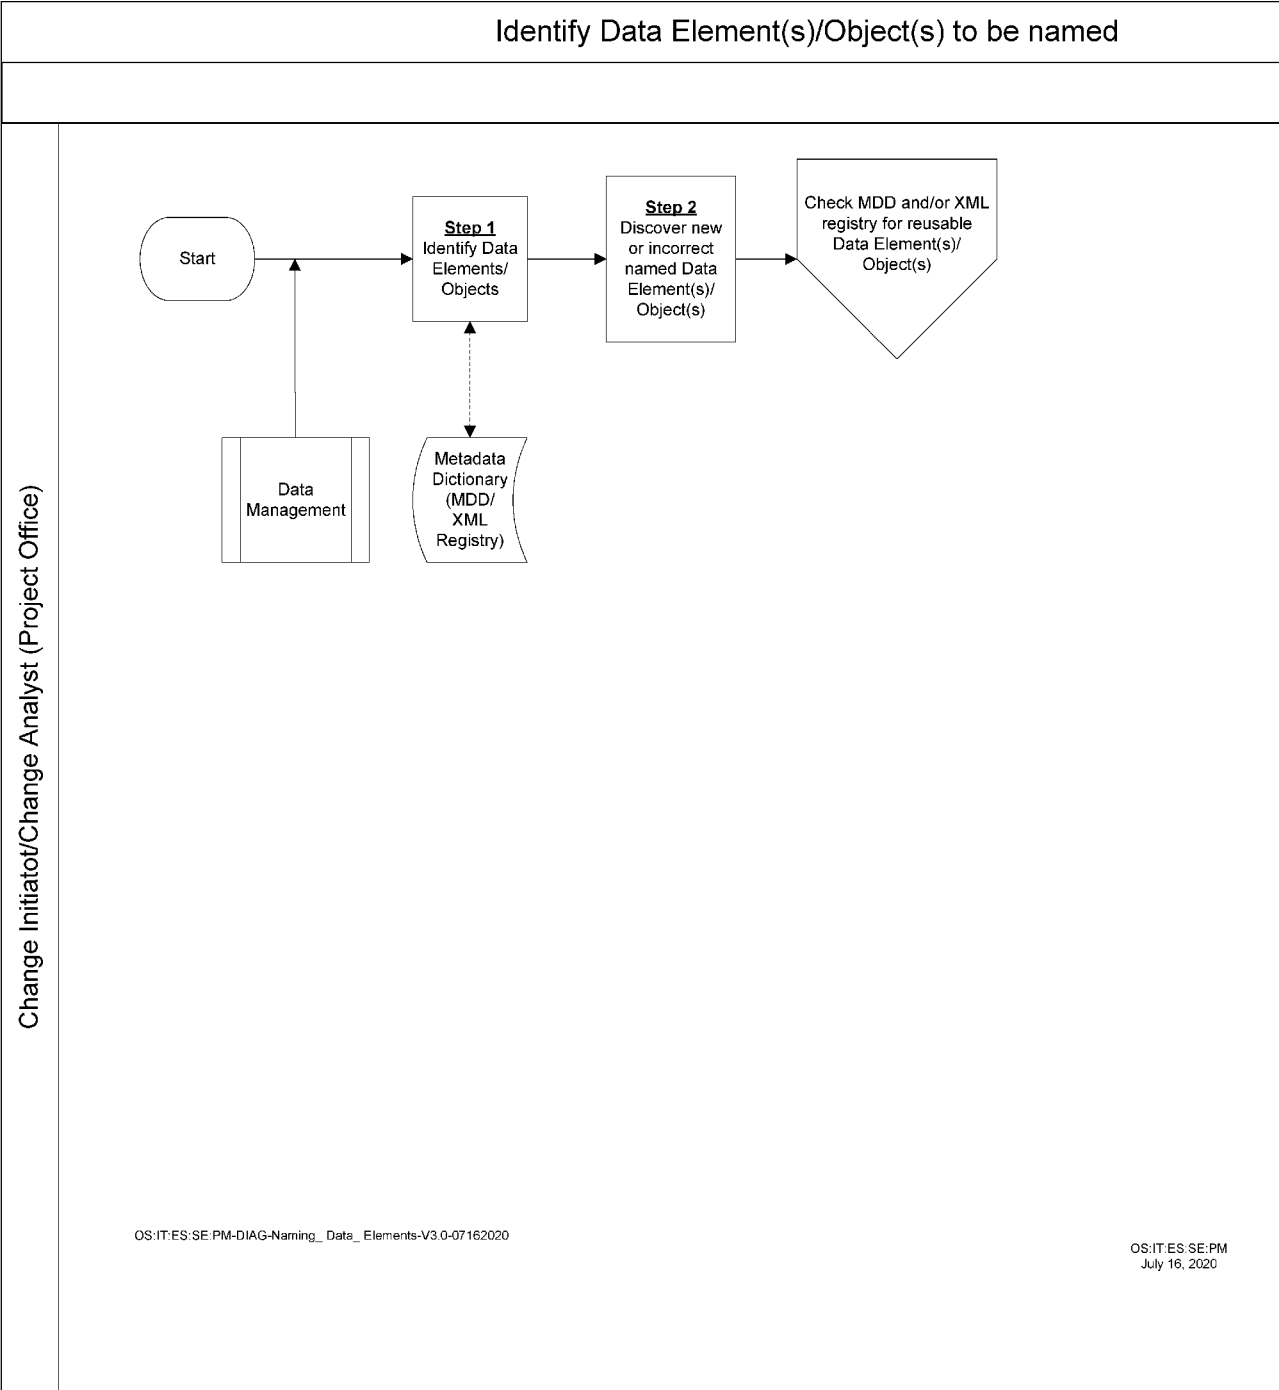 Identify Data Element(s)/Object(s) to be named
Change Initiatot/Change Analyst (Project Office)
Start
Step 1
Identify Data
Elements/
Objects
Step 2
Discover new
or incorrect
named Data
Element(s)/
Object(s)
Check MDD and/or XML
registry for reusable
Data Element(s)/
Object(s)
Data
Management
Metadata
Dictionary
(MDD/
XML
Registry)
OS:IT:ES:SE:PM-DIAG-Naming_ Data_ Elements-V3.0-07162020
OS:IT:ES:SE:PM
July 16, 2020